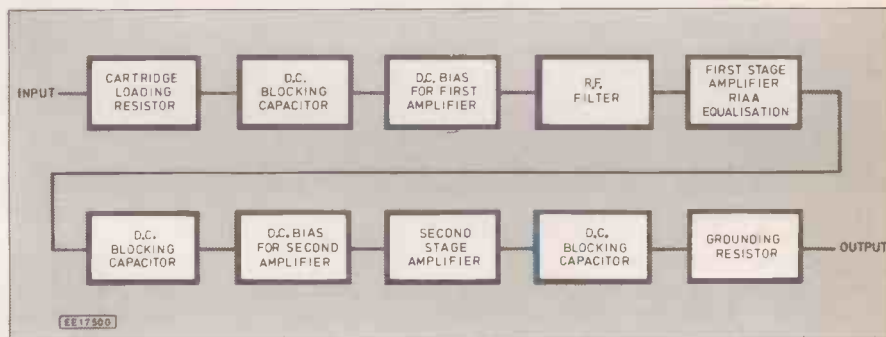 INPUT
CARTRIDGE
LOADING
RESISTOR
D.C.
BLOCKING
CAPACITOR
D.C. BIAS
FOR FIRST
AMPLIFIER
R.F.
FILTER
FIRST STAGE
AMPLIFIER
RIAA
EQUALISATION
D.C.
BLOCKING
CAPACITOR
D.C. BIAS
FOR SECOND
AMPLIFIER
SECOND
STAGE
AMPLIFIER
D.C.
BLOCKING
CAPACITOR
GROUNDING
RESISTOR
OUTPUT
EE1750G